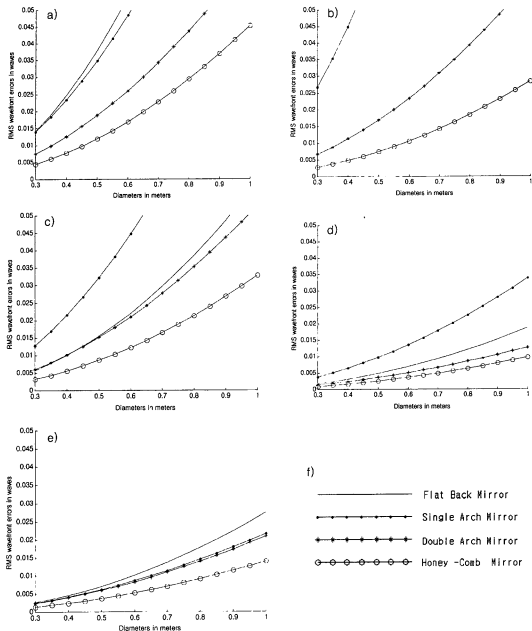 a)
RMS wavefront errors in waves
0.05
0.045
0.04
0.035
0.03
0.025
0.02
0.015
0.01
0.005
0
0.3 0.4 0.5 0.6 0.7 0.8 0.9 1
Diameters in meters
b)
RMS wavefront errors in waves
0.05
0.045
0.04
0.035
0.03
0.025
0.02
0.015
0.01
0.005
0
0.3 0.4 0.5 0.6 0.7 0.8 0.9 1
Diameters in meters
c)
RMS wavefront errors in waves
0.05
0.045
0.04
0.035
0.03
0.025
0.02
0.015
0.01
0.005
0
0.3 0.4 0.5 0.6 0.7 0.8 0.9 1
Diameters in meters
d)
RMS wavefront errors in waves
0.05
0.045
0.04
0.035
0.03
0.025
0.02
0.015
0.01
0.005
0
0.3 0.4 0.5 0.6 0.7 0.8 0.9 1
Diameters in meters
e)
RMS wavefront errors in waves
0.05
0.045
0.04
0.035
0.03
0.025
0.02
0.015
0.01
0.005
0
0.3 0.4 0.5 0.6 0.7 0.8 0.9 1
Diameters in meters
f)
Flat Back Mirror
Single Arch Mirror
Double Arch Mirror
Honey -Comb Mirror